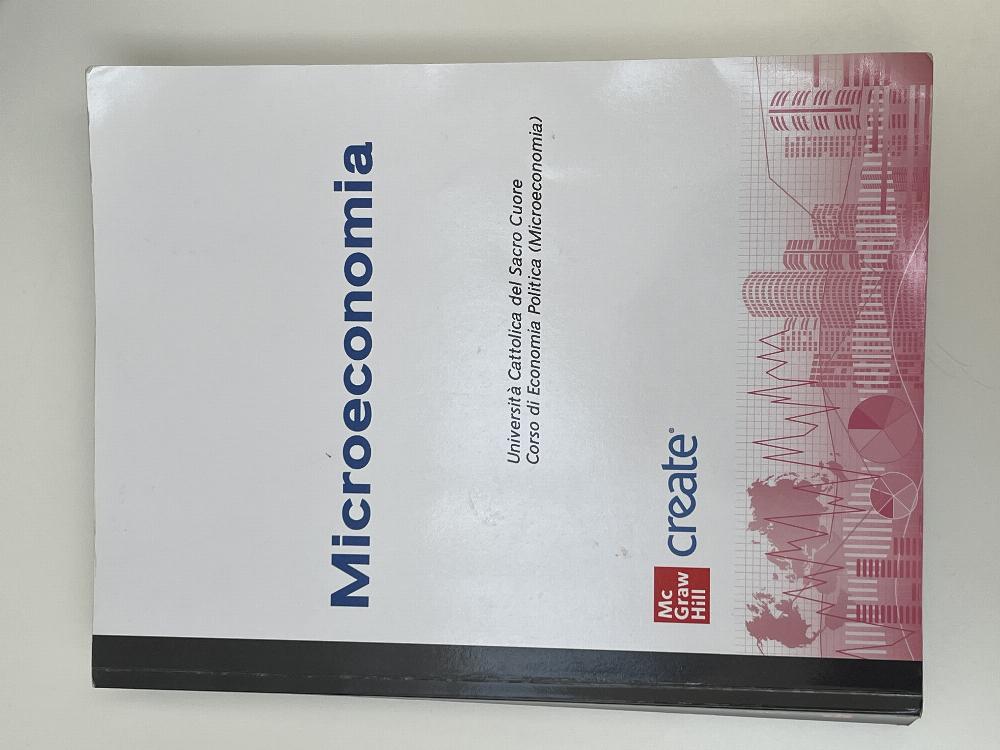 Microeconomia
Università Cattolica del Sacro Cuore
Corso di Economia Politica (Microeconomia)
Mc
Graw
Hill
create®